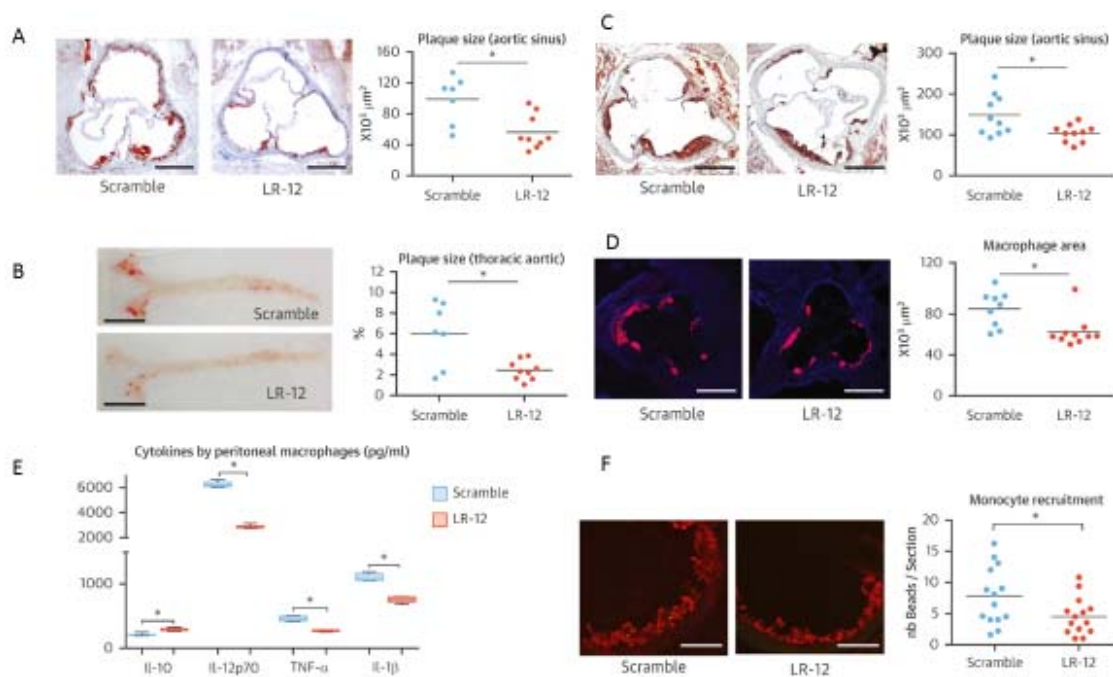 A
Plaque size (aortic sinus)
*
X10³ µm²
160
120
80
40
0
Scramble
LR-12
Scramble
LR-12
C
Plaque size (aortic sinus)
*
X10³ µm²
300
200
100
0
Scramble
LR-12
Scramble
LR-12
B
Scramble
LR-12
Plaque size (thoracic aortic)
*
%
12
10
8
6
4
2
0
Scramble
LR-12
D
Scramble
LR-12
Macrophage area
*
X10³ µm²
120
80
40
0
Scramble
LR-12
E
Cytokines by peritoneal macrophages (pg/ml)
6000
4000
2000
1000
0
*
*
*
*
Il-10
Il-12p70
TNF-α
Il-1β
Scramble
LR-12
F
Scramble
LR-12
Monocyte recruitment
*
nb Beads / Section
20
15
10
5
0
Scramble
LR-12